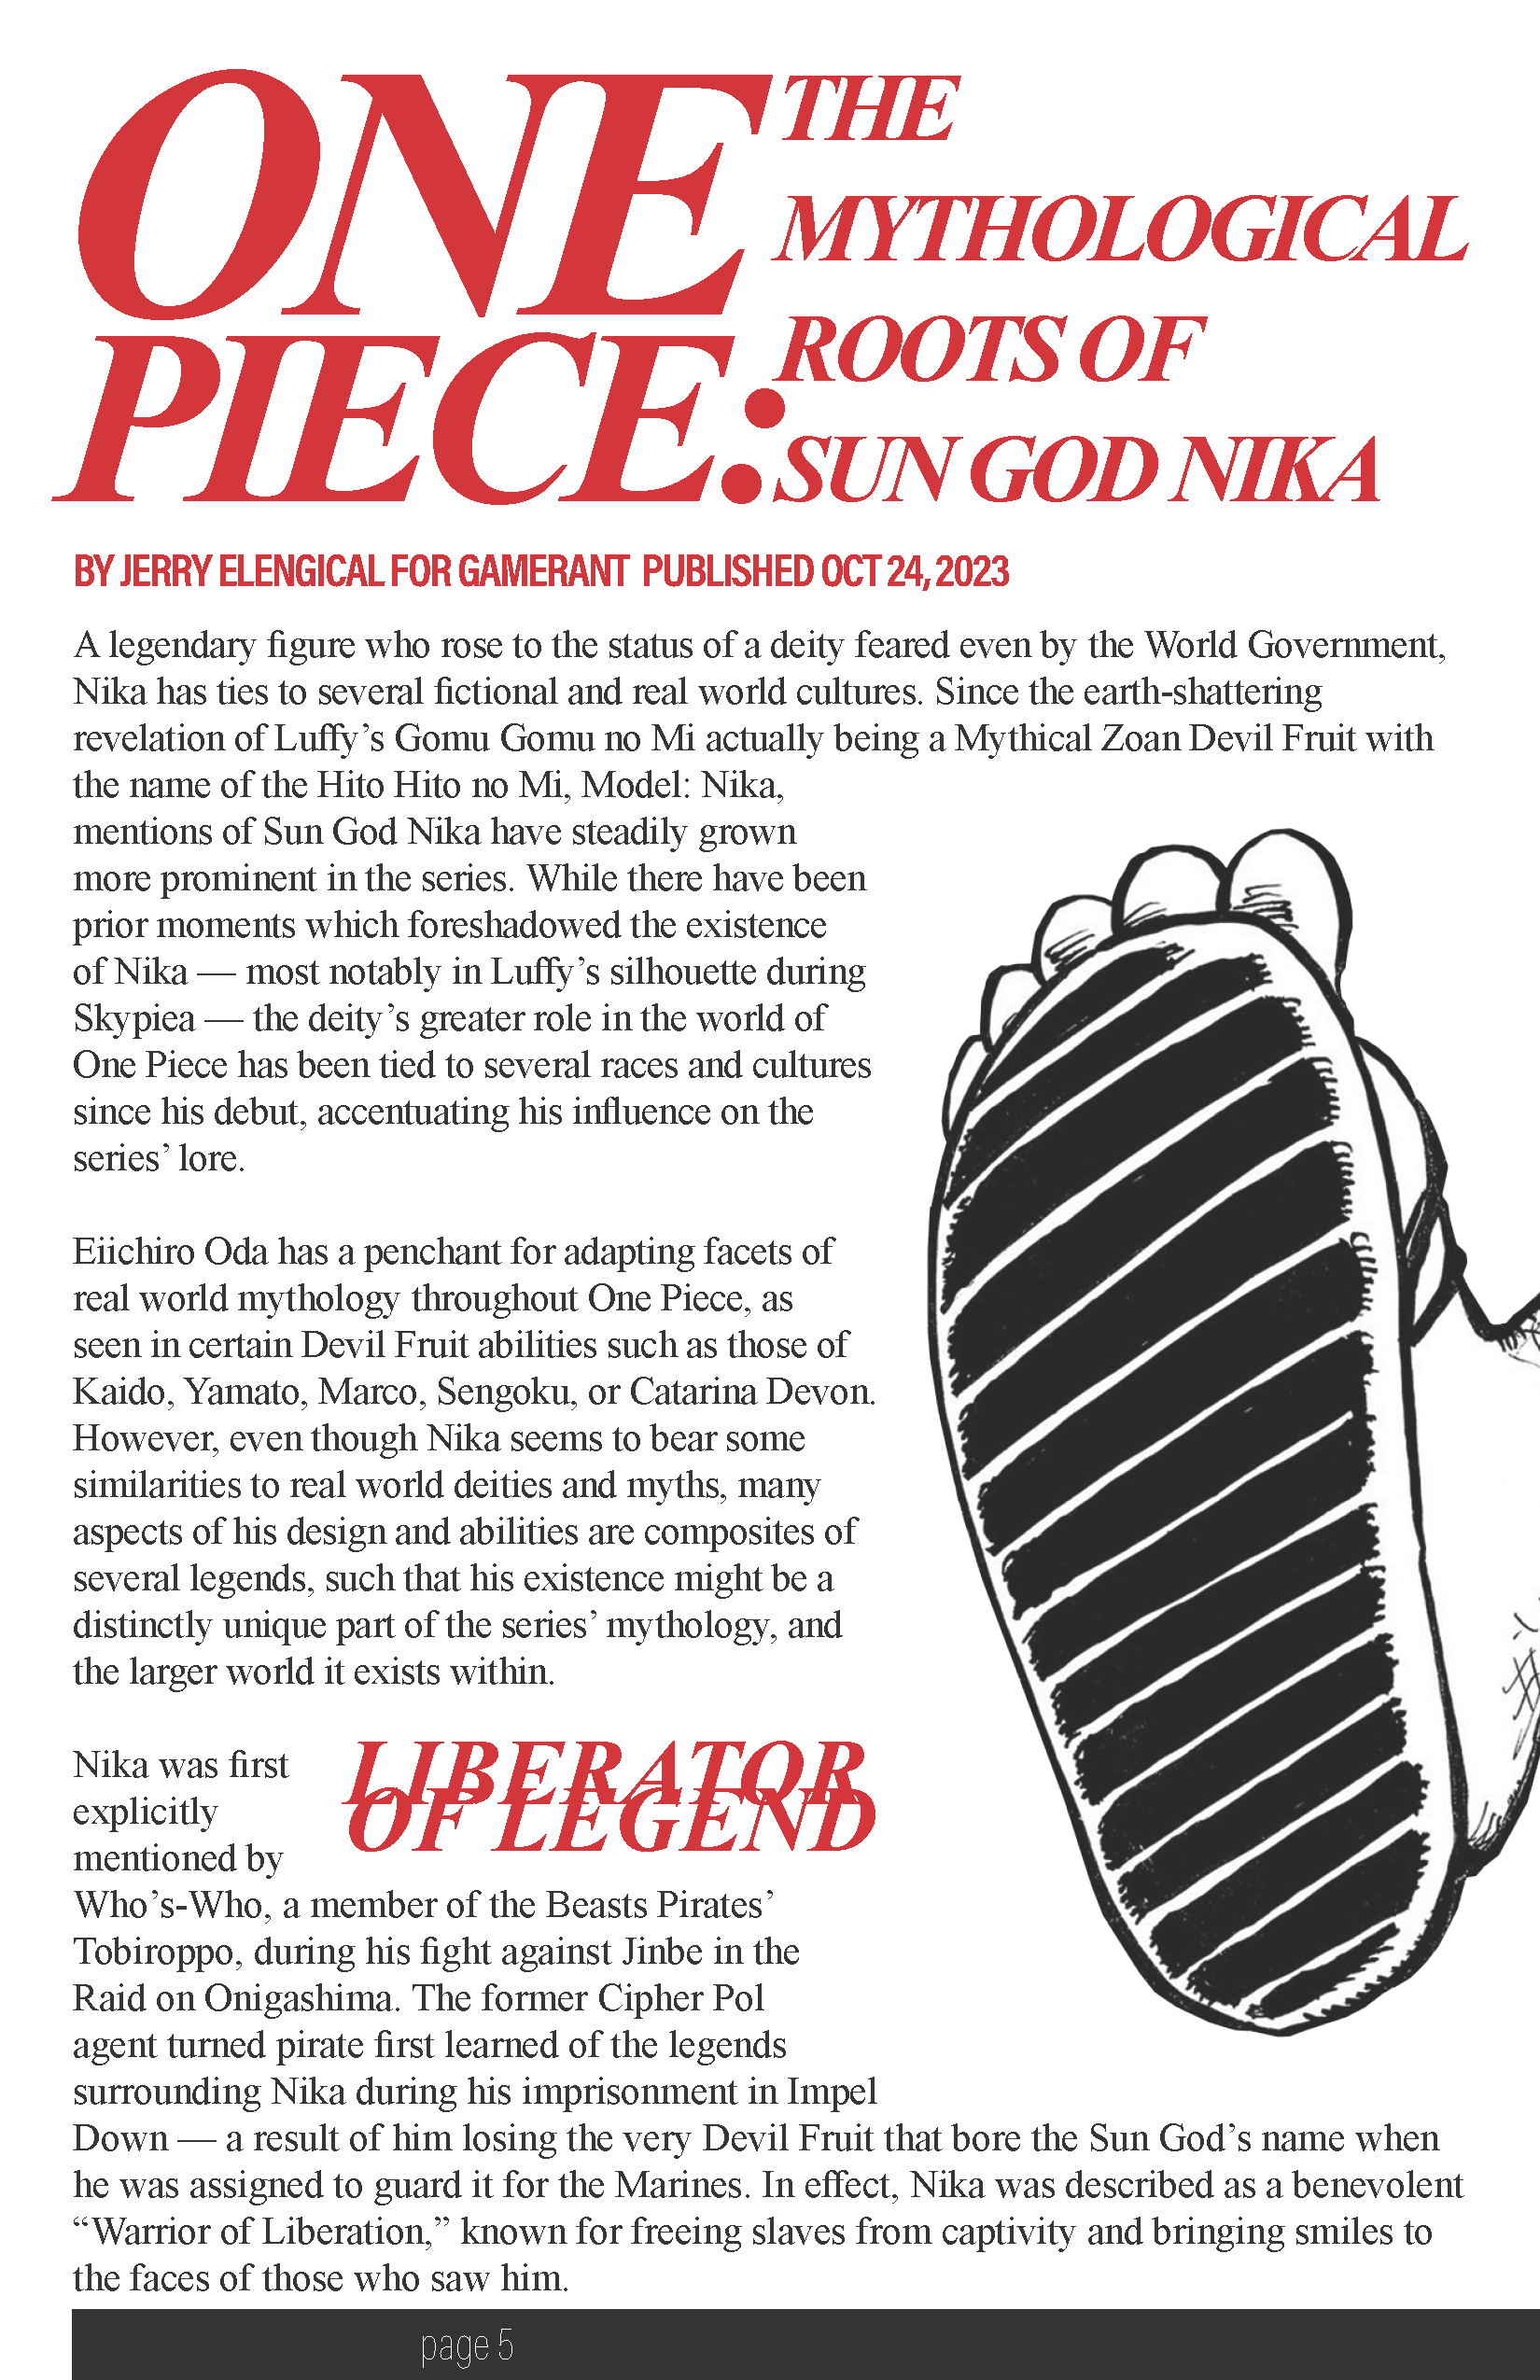 ONE
PIECE:
THE
MYTHOLOGICAL
ROOTS OF
SUN GOD NIKA
BY JERRY ELENGICAL FOR GAMERANT PUBLISHED OCT 24, 2023
A legendary figure who rose to the status of a deity feared even by the World Government,
Nika has ties to several fictional and real world cultures. Since the earth-shattering
revelation of Luffy’s Gomu Gomu no Mi actually being a Mythical Zoan Devil Fruit with
the name of the Hito Hito no Mi, Model: Nika,
mentions of Sun God Nika have steadily grown
more prominent in the series. While there have been
prior moments which foreshadowed the existence
of Nika — most notably in Luffy’s silhouette during
Skypiea — the deity’s greater role in the world of
One Piece has been tied to several races and cultures
since his debut, accentuating his influence on the
series’ lore.
Eiichiro Oda has a penchant for adapting facets of
real world mythology throughout One Piece, as
seen in certain Devil Fruit abilities such as those of
Kaido, Yamato, Marco, Sengoku, or Catarina Devon.
However, even though Nika seems to bear some
similarities to real world deities and myths, many
aspects of his design and abilities are composites of
several legends, such that his existence might be a
distinctly unique part of the series’ mythology, and
the larger world it exists within.
LIBERATOR
OF LEGEND
Nika was first
explicitly
mentioned by
Who’s-Who, a member of the Beasts Pirates’
Tobiroppo, during his fight against Jinbe in the
Raid on Onigashima. The former Cipher Pol
agent turned pirate first learned of the legends
surrounding Nika during his imprisonment in Impel
Down — a result of him losing the very Devil Fruit that bore the Sun God’s name when
he was assigned to guard it for the Marines. In effect, Nika was described as a benevolent
“Warrior of Liberation,” known for freeing slaves from captivity and bringing smiles to
the faces of those who saw him.
page 5